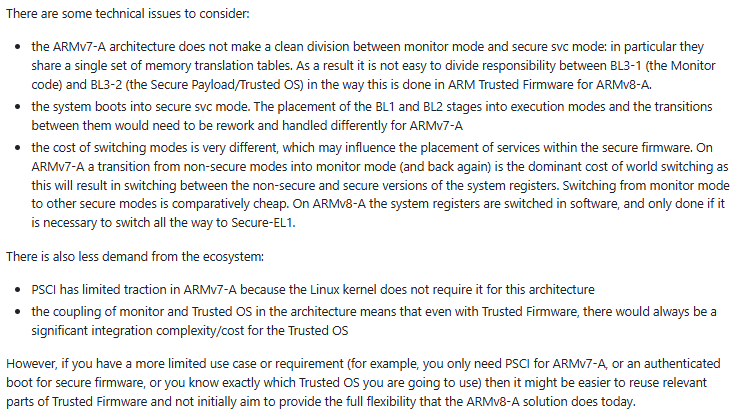 There are some technical issues to consider:
• the ARMv7-A architecture does not make a clean division between monitor mode and secure svc mode: in particular they
share a single set of memory translation tables. As a result it is not easy to divide responsibility between BL3-1 (the Monitor
code) and BL3-2 (the Secure Payload/Trusted OS) in the way this is done in ARM Trusted Firmware for ARMv8-A.
• the system boots into secure svc mode. The placement of the BL1 and BL2 stages into execution modes and the transitions
between them would need to be rework and handled differently for ARMv7-A
• the cost of switching modes is very different, which may influence the placement of services within the secure firmware. On
ARMv7-A a transition from non-secure modes into monitor mode (and back again) is the dominant cost of world switching as
this will result in switching between the non-secure and secure versions of the system registers. Switching from monitor mode
to other secure modes is comparatively cheap. On ARMv8-A the system registers are switched in software, and only done if it
is necessary to switch all the way to Secure-EL1.
There is also less demand from the ecosystem:
• PSCI has limited traction in ARMv7-A because the Linux kernel does not require it for this architecture
• the coupling of monitor and Trusted OS in the architecture means that even with Trusted Firmware, there would always be a
significant integration complexity/cost for the Trusted OS
However, if you have a more limited use case or requirement (for example, you only need PSCI for ARMv7-A, or an authenticated
boot for secure firmware, or you know exactly which Trusted OS you are going to use) then it might be easier to reuse relevant
parts of Trusted Firmware and not initially aim to provide the full flexibility that the ARMv8-A solution does today.